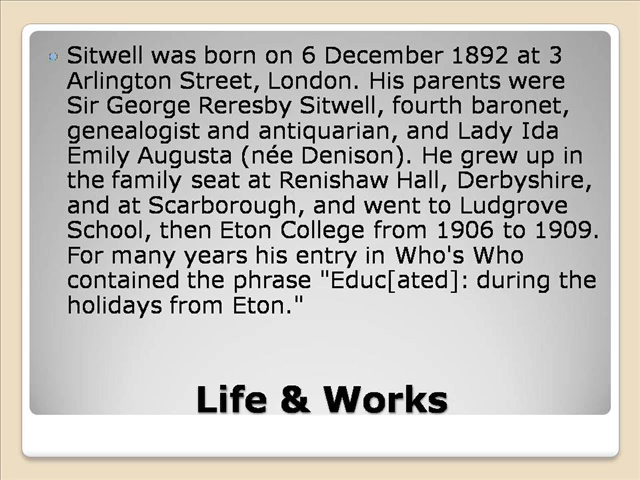 Sitwell was born on 6 December 1892 at 3
Arlington Street, London. His parents were
Sir George Reresby Sitwell, fourth baronet,
genealogist and antiquarian, and Lady Ida
Emily Augusta (née Denison). He grew up in
the family seat at Renishaw Hall, Derbyshire,
and at Scarborough, and went to Ludgrove
School, then Eton College from 1906 to 1909.
For many years his entry in Who's Who
contained the phrase "Educ[ated]: during the
holidays from Eton."
Life & Works